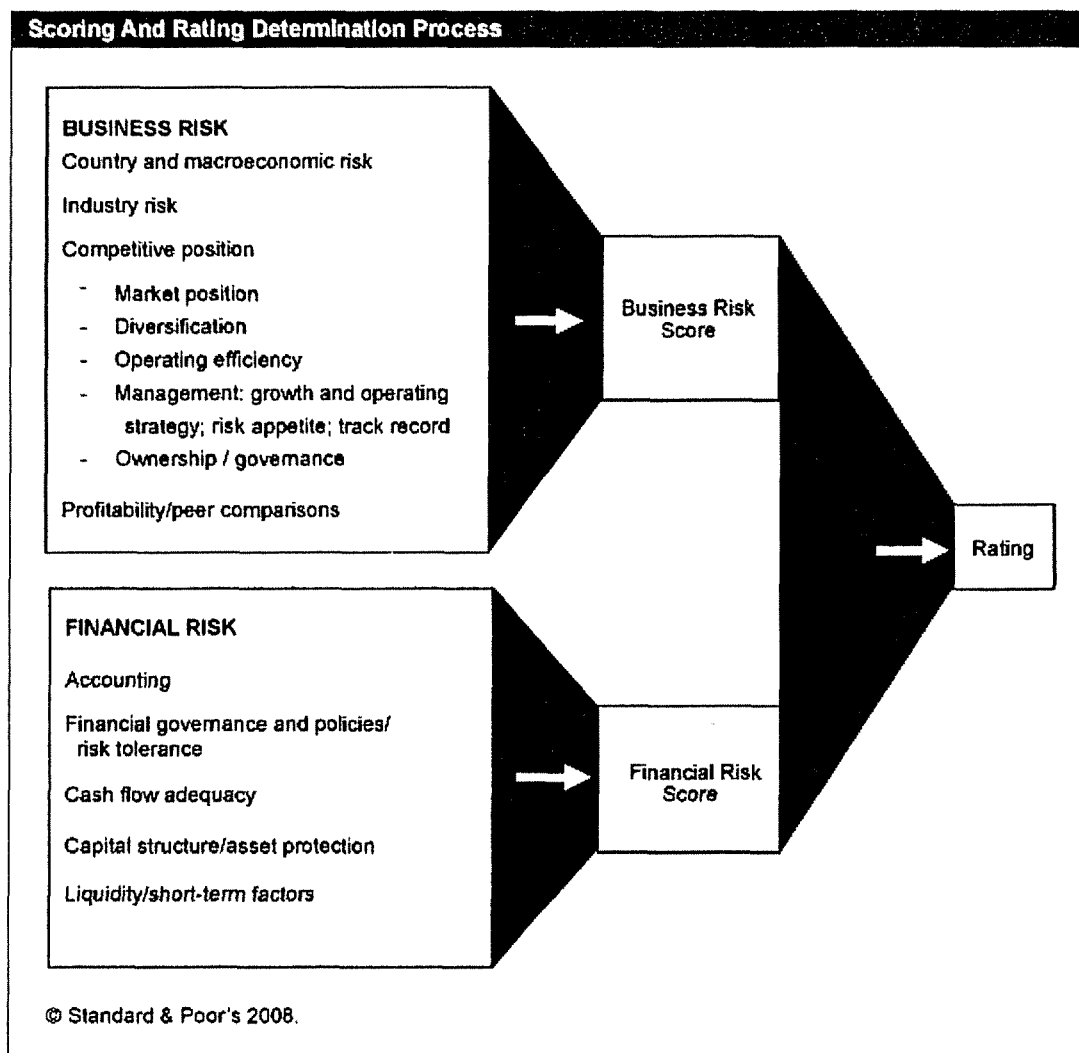 Scoring And Rating Determination Process
BUSINESS RISK
Country and macroeconomic risk
Industry risk
Competitive position
- Market position
- Diversification
- Operating efficiency
- Management: growth and operating
strategy; risk appetite; track record
- Ownership / governance
Profitability/peer comparisons
Business Risk
Score
Rating
FINANCIAL RISK
Accounting
Financial governance and policies/
risk tolerance
Cash flow adequacy
Capital structure/asset protection
Liquidity/short-term factors
Financial Risk
Score
© Standard & Poor's 2008.